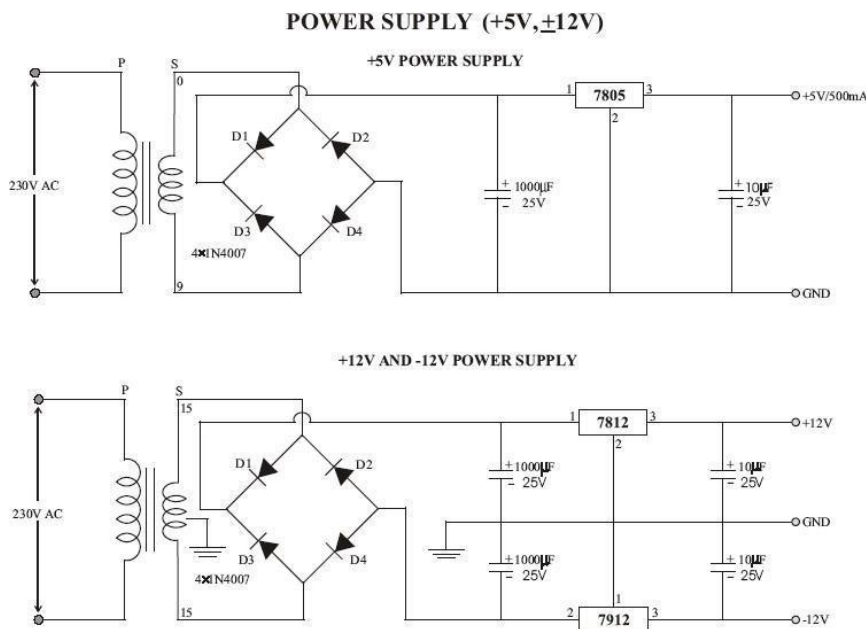 POWER SUPPLY (+5V, ±12V)
+5V POWER SUPPLY
P
S
0
1
7805
3
+5V/500mA
2
D1
D2
230V AC
+
1000µF
25V
−
+
10µF
25V
−
D3
D4
4×1N4007
9
GND
+12V AND -12V POWER SUPPLY
P
S
15
1
7812
3
+12V
2
D1
D2
+
1000µF
− 25V
+
10µF
− 25V
230V AC
GND
D3
D4
+
1000µF
− 25V
+
10µF
− 25V
4×1N4007
15
1
2
7912
3
-12V